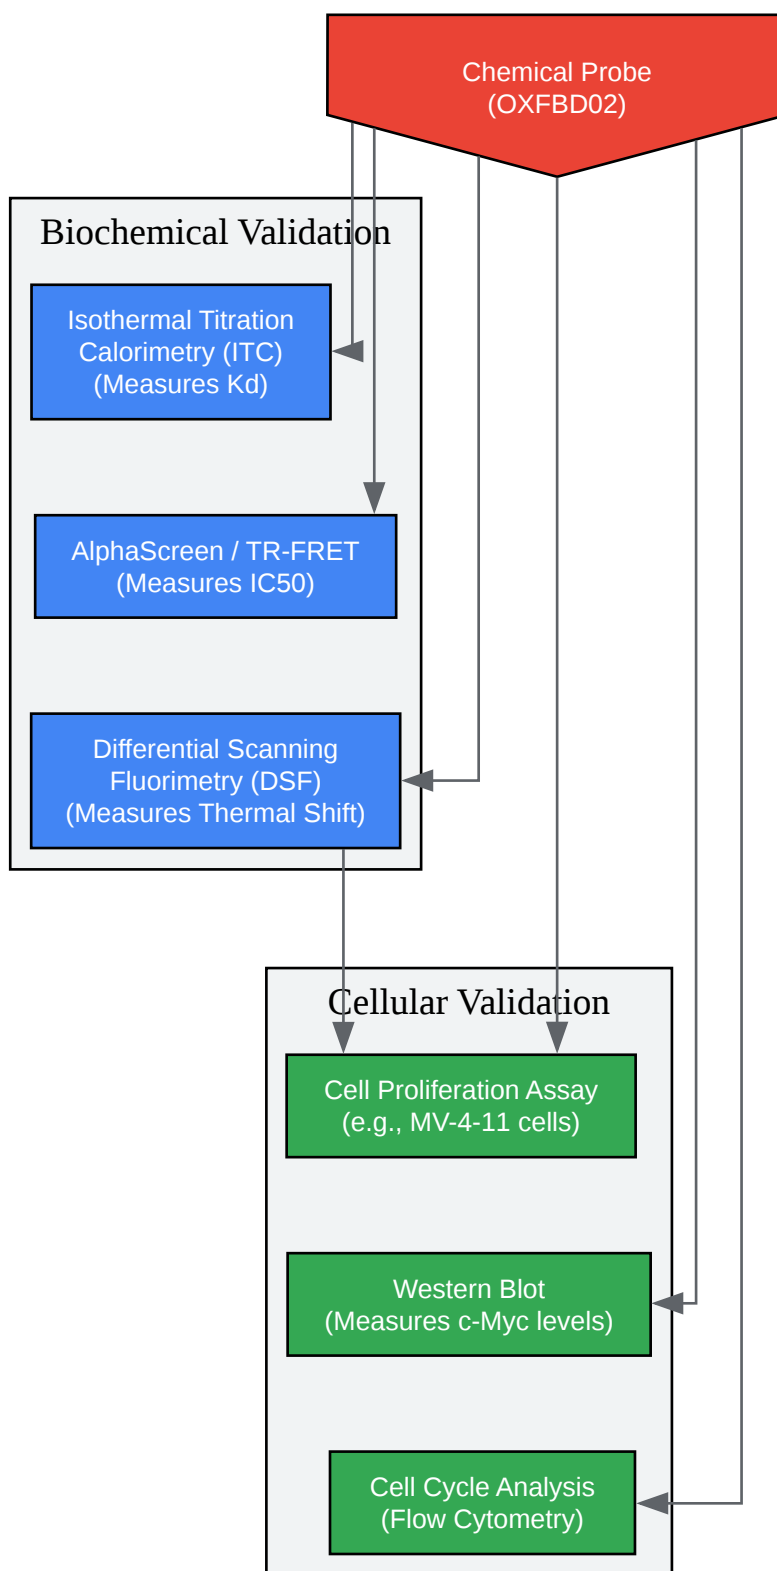 Chemical Probe
(OXFBD02)
Biochemical Validation
Isothermal Titration
Calorimetry (ITC)
(Measures Kd)
AlphaScreen / TR-FRET
(Measures IC50)
Differential Scanning
Fluorimetry (DSF)
(Measures Thermal Shift)
Cellular Validation
Cell Proliferation Assay
(e.g., MV-4-11 cells)
Western Blot
(Measures c-Myc levels)
Cell Cycle Analysis
(Flow Cytometry)